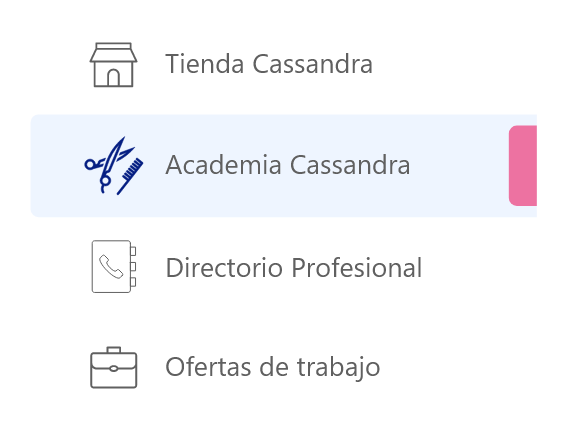 Tienda Cassandra
Academia Cassandra
Directorio Profesional
Ofertas de trabajo